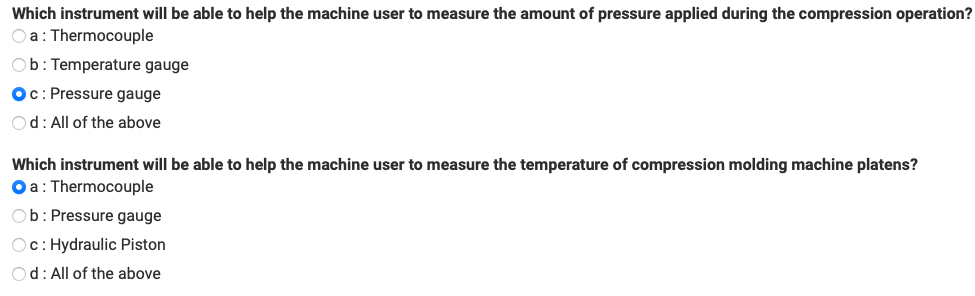 Which instrument will be able to help the machine user to measure the amount of pressure applied during the compression operation?
a : Thermocouple
b : Temperature gauge
c : Pressure gauge
d : All of the above
Which instrument will be able to help the machine user to measure the temperature of compression molding machine platens?
a : Thermocouple
b : Pressure gauge
c : Hydraulic Piston
d : All of the above